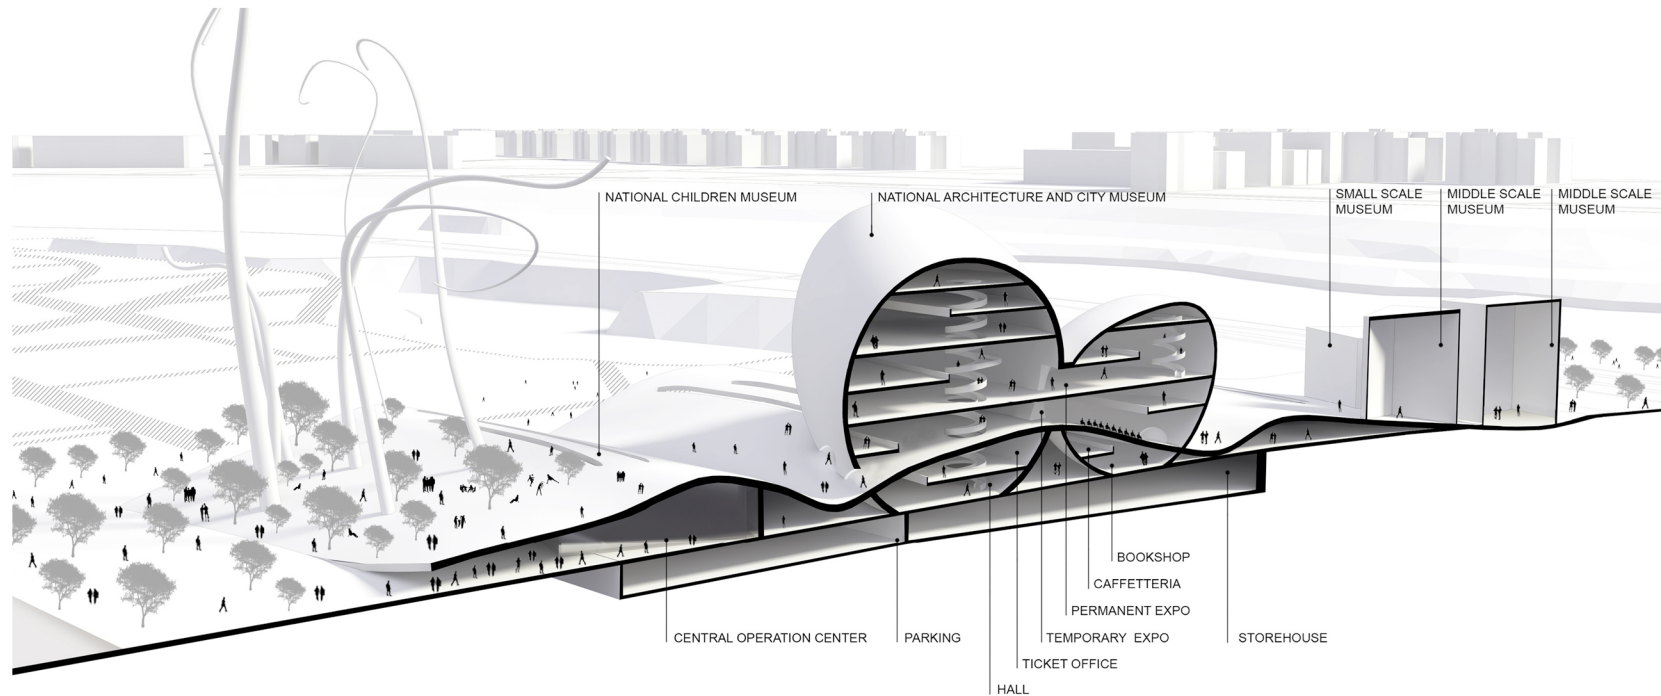 NATIONAL CHILDREN MUSEUM
NATIONAL ARCHITECTURE AND CITY MUSEUM
SMALL SCALE
MUSEUM
MIDDLE SCALE
MUSEUM
MIDDLE SCALE
MUSEUM
BOOKSHOP
CAFFETTERIA
PERMANENT EXPO
CENTRAL OPERATION CENTER
PARKING
TEMPORARY EXPO
STOREHOUSE
TICKET OFFICE
HALL